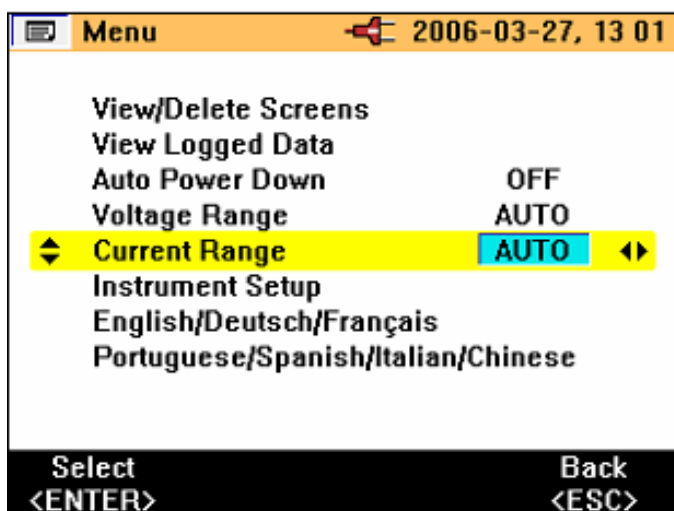 Menu 2006-03-27, 13 01
View/Delete Screens
View Logged Data
Auto Power Down OFF
Voltage Range AUTO
Current Range AUTO
Instrument Setup
English/Deutsch/Français
Portuguese/Spanish/Italian/Chinese
Select Back
<ENTER> <ESC>